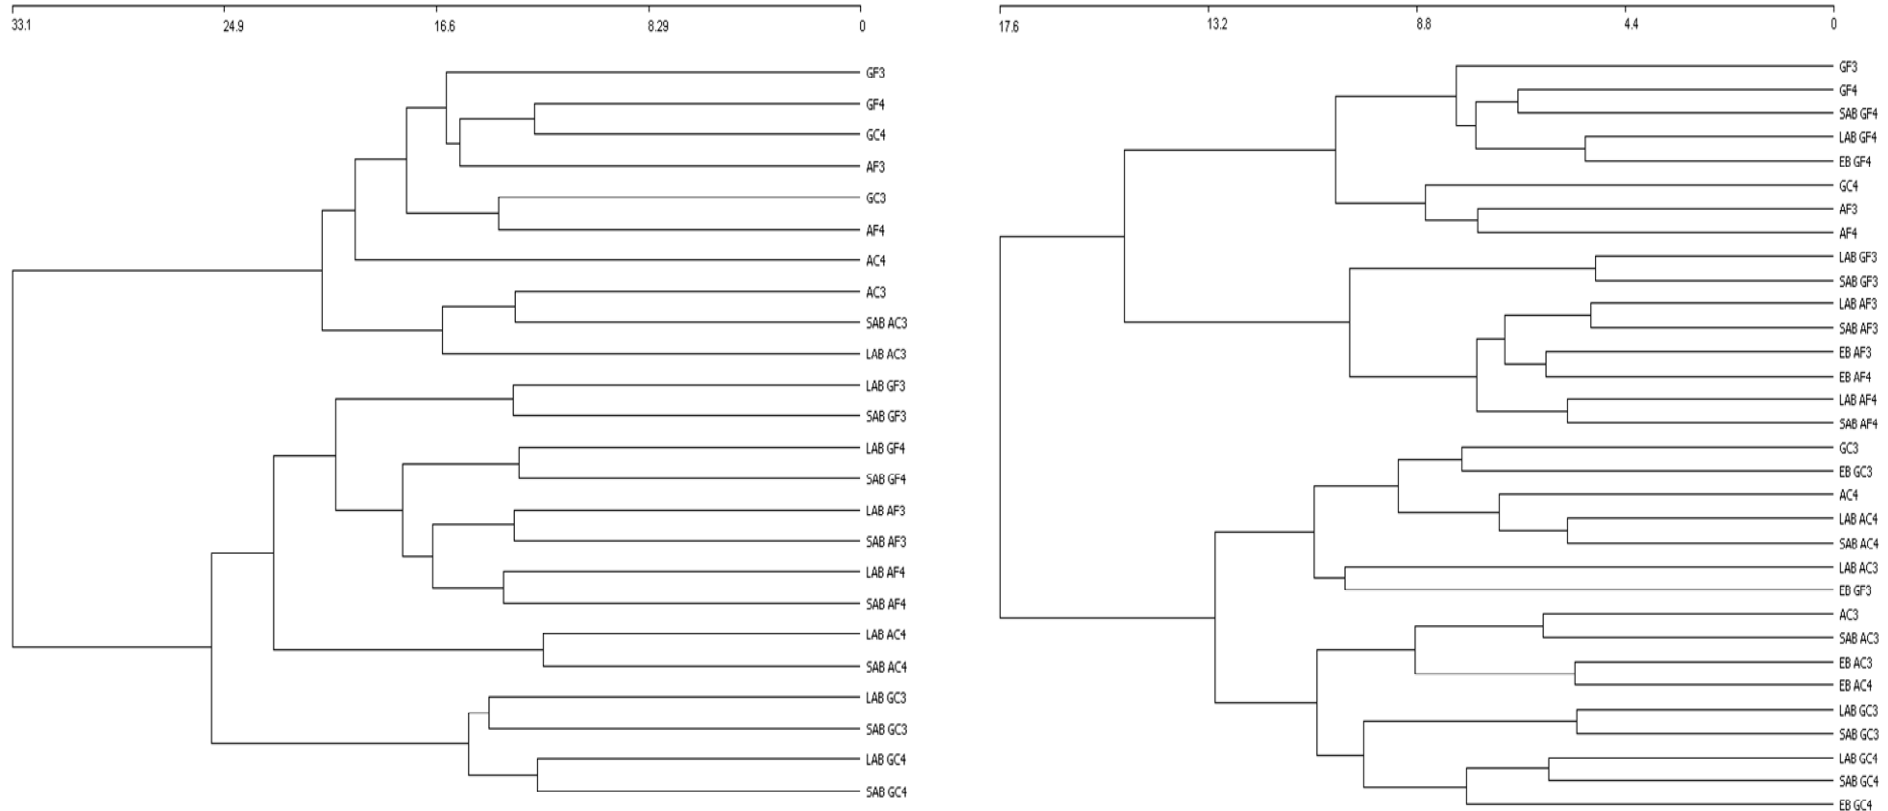 33.1 24.9 16.6 8.29 0
GF3
GF4
GC4
AF3
GC3
AF4
AC4
AC3
SAB AC3
LAB AC3
LAB GF3
SAB GF3
LAB GF4
SAB GF4
LAB AF3
SAB AF3
LAB AF4
SAB AF4
LAB AC4
SAB AC4
LAB GC3
SAB GC3
LAB GC4
SAB GC4
17.6 13.2 8.8 4.4 0
GF3
GF4
SAB GF4
LAB GF4
EB GF4
GC4
AF3
AF4
LAB GF3
SAB GF3
LAB AF3
SAB AF3
EB AF3
EB AF4
LAB AF4
SAB AF4
GC3
EB GC3
AC4
LAB AC4
SAB AC4
LAB AC3
EB GF3
AC3
SAB AC3
EB AC3
EB AC4
LAB GC3
SAB GC3
LAB GC4
SAB GC4
EB GC4